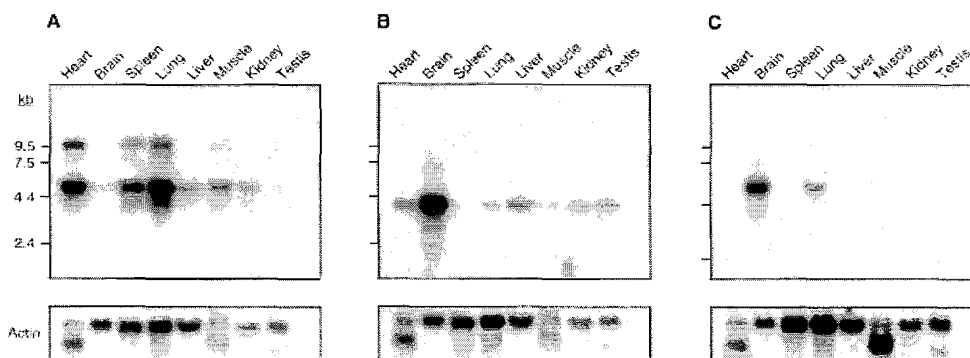 A B C
Heart Brain Spleen Lung Liver Muscle Kidney Testis
Heart Brain Spleen Lung Liver Muscle Kidney Testis
Heart Brain Spleen Lung Liver Muscle Kidney Testis
kb
9.5
7.5
4.4
2.4
Actin